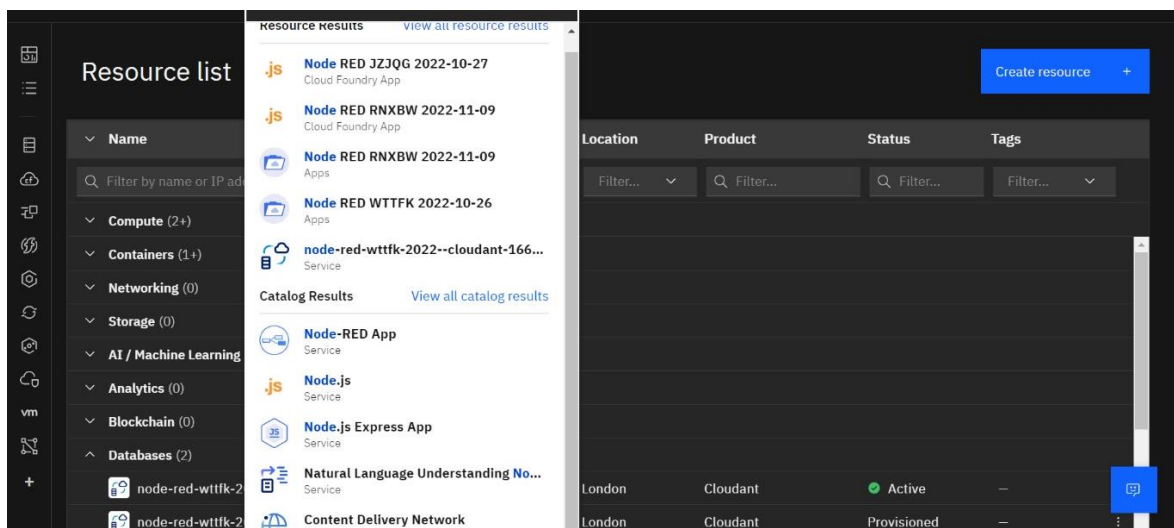 Resource Results View all resource results
Resource list
Create resource +
Node RED JZJQG 2022-10-27
Cloud Foundry App
Node RED RNXBW 2022-11-09
Cloud Foundry App
Node RED RNXBW 2022-11-09
Apps
Node RED WTTFK 2022-10-26
Apps
node-red-wttfk-2022--cloudant-166...
Service
Catalog Results View all catalog results
Node-RED App
Service
.js Node.js
Service
Node.js Express App
Service
Natural Language Understanding No...
Service
Content Delivery Network
Name Location Product Status Tags
Filter by name or IP ad Filter... Filter... Filter... Filter...
Compute (2+)
Containers (1+)
Networking (0)
Storage (0)
AI / Machine Learning
Analytics (0)
Blockchain (0)
Databases (2)
node-red-wttfk-2 London Cloudant Active –
node-red-wttfk-2 London Cloudant Provisioned –
vm